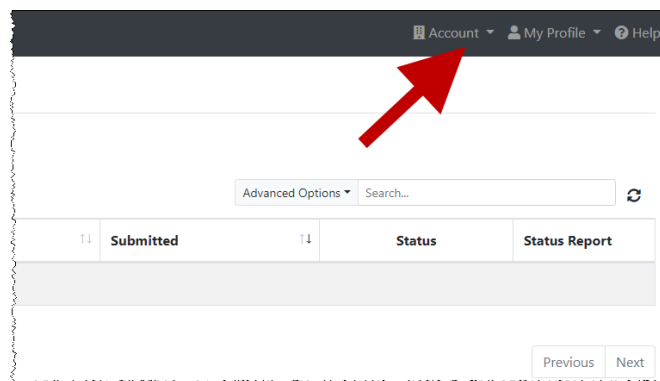 Account My Profile Help
Advanced Options Search...
Submitted Status Status Report
Previous Next